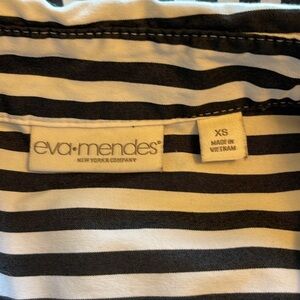 eva•mendes®
NEW YORK & COMPANY
XS
MADE IN
VIETNAM